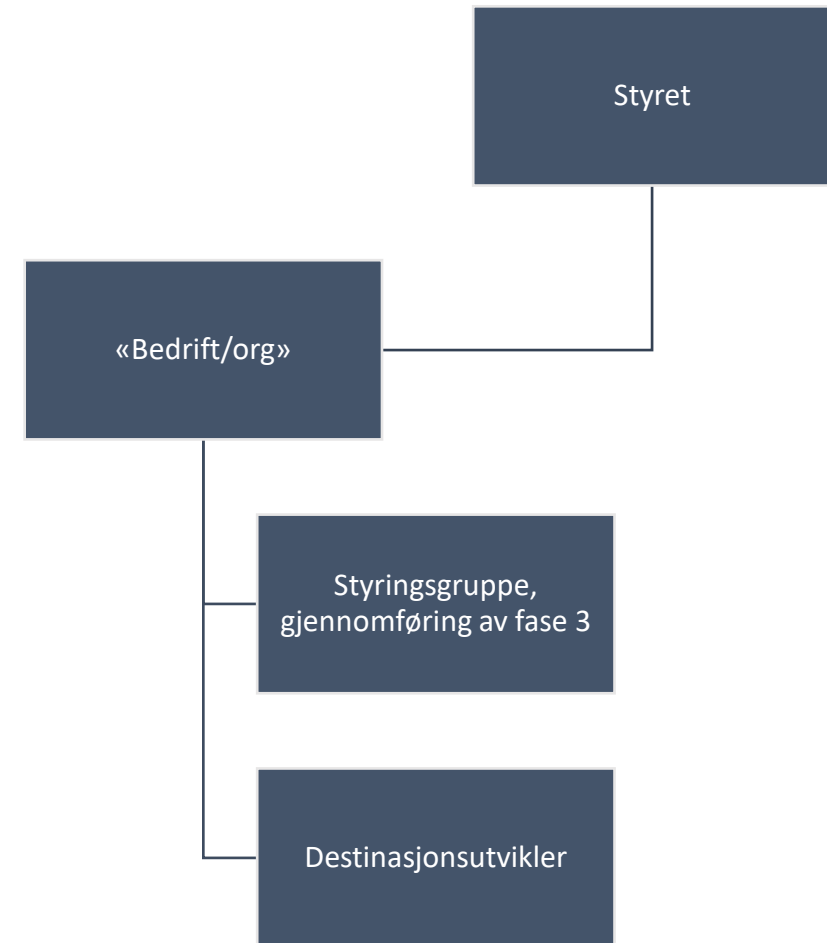 Styret
«Bedrift/org»
Styringsgruppe,
gjennomføring av fase 3
Destinasjonsutvikler